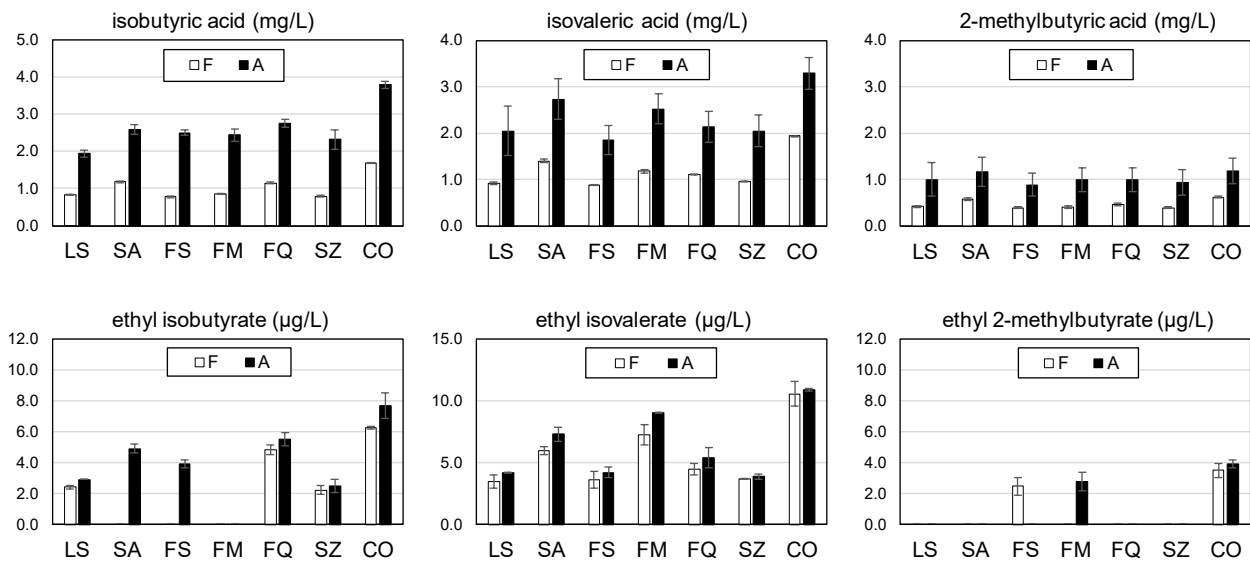 isobutyric acid (mg/L)
5.0
4.0
3.0
2.0
1.0
0.0
F A
LS SA FS FM FQ SZ CO
isovaleric acid (mg/L)
4.0
3.0
2.0
1.0
0.0
F A
LS SA FS FM FQ SZ CO
2-methylbutyric acid (mg/L)
4.0
3.0
2.0
1.0
0.0
F A
LS SA FS FM FQ SZ CO
ethyl isobutyrate (µg/L)
12.0
10.0
8.0
6.0
4.0
2.0
0.0
F A
LS SA FS FM FQ SZ CO
ethyl isovalerate (µg/L)
15.0
10.0
5.0
0.0
F A
LS SA FS FM FQ SZ CO
ethyl 2-methylbutyrate (µg/L)
12.0
10.0
8.0
6.0
4.0
2.0
0.0
F A
LS SA FS FM FQ SZ CO